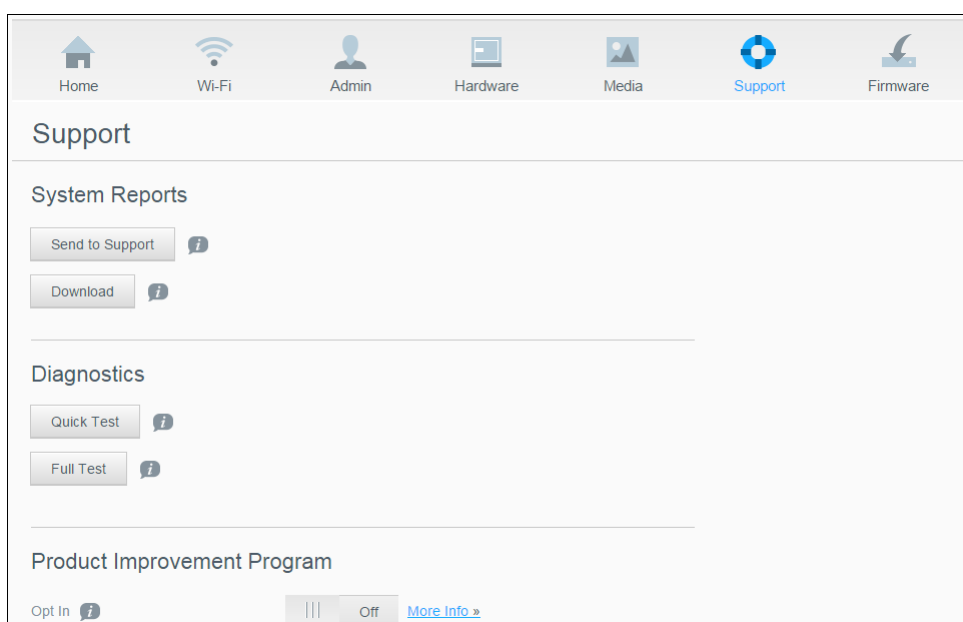 Home Wi-Fi Admin Hardware Media Support Firmware
Support
System Reports
Send to Support
Download
Diagnostics
Quick Test
Full Test
Product Improvement Program
Opt In Off More Info »